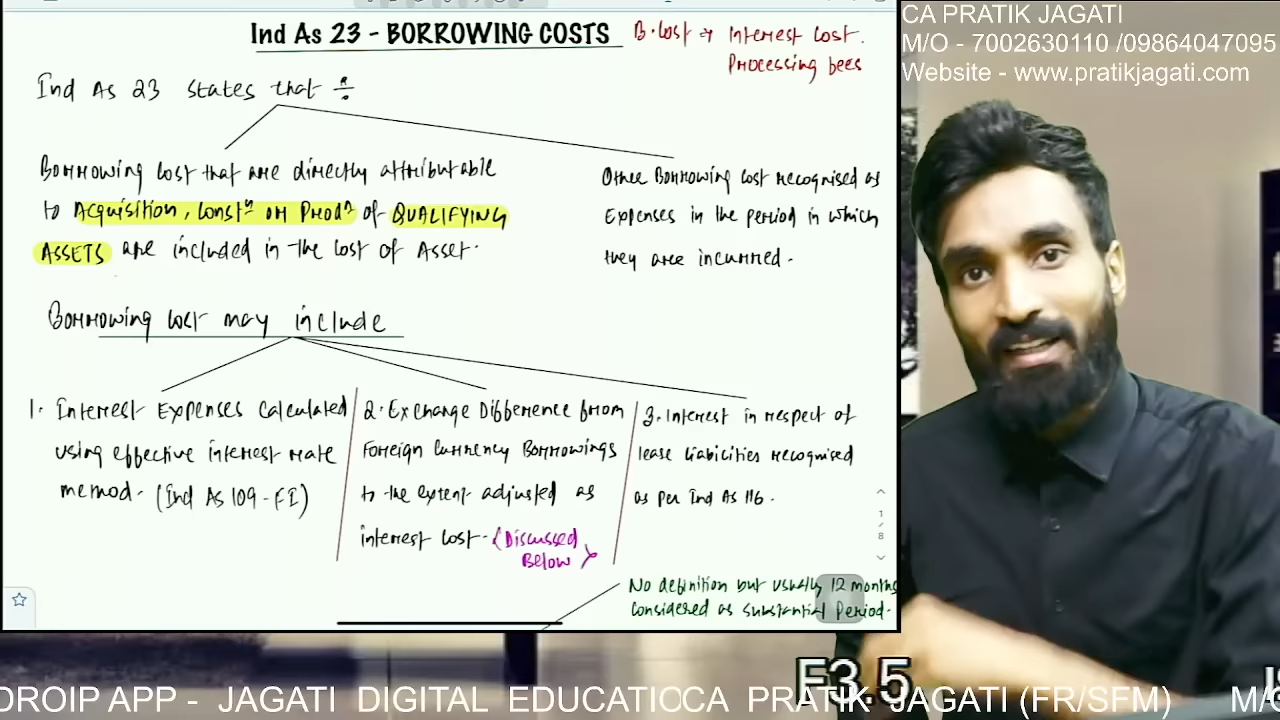 Ind As 23 - BORROWING COSTS
B. Cost → Interest Cost.
Processing fees
CA PRATIK JAGATI
M/O - 7002630110 /09864047095
Website - www.pratikjagati.com
Ind As 23 states that ÷
Borrowing Cost that are directly attributable
to Acquisition, Constⁿ or Prodⁿ of QUALIFYING
ASSETS are included in the Cost of Asset.
Other Borrowing Cost recognised as
Expenses in the period in which
they are incurred.
Borrowing Cost may include
1. Interest Expenses Calculated
using effective interest rate
method. (Ind As 109 - FI)
2. Exchange Difference from
Foreign Currency Borrowings
to the extent adjusted as
interest Cost. (Discussed
Below)
3. Interest in respect of
lease liabilities recognised
as per Ind As 116.
1/8
No definition but usually 12 months
Considered as Substantial Period.
F3.5
DROIP APP - JAGATI DIGITAL EDUCATIO
CA PRATIK JAGATI (FR/SFM)